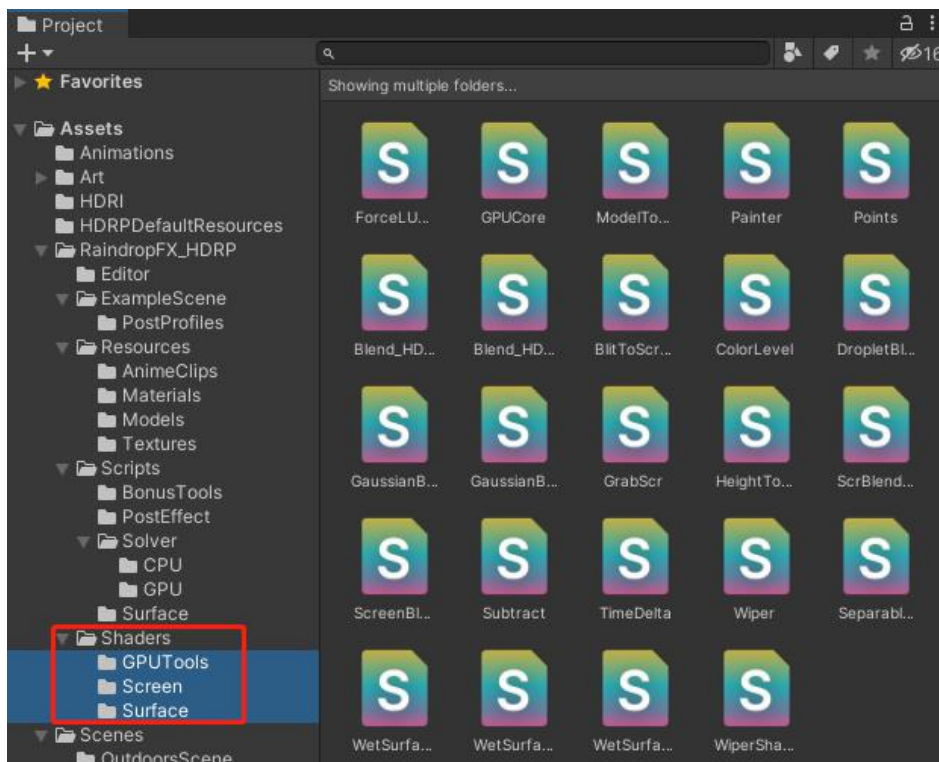 Project
16
Favorites
Showing multiple folders...
Assets
Animations
Art
HDRI
HDRPDefaultResources
RaindropFX_HDRP
Editor
ExampleScene
PostProfiles
Resources
AnimeClips
Materials
Models
Textures
Scripts
BonusTools
PostEffect
Solver
CPU
GPU
Surface
Shaders
GPUTools
Screen
Surface
Scenes
OutdoorsScene
S S S S S
ForceLU... GPUCore ModelTo... Painter Points
S S S S S
Blend_HD... Blend_HD... BlitToScr... ColorLevel DropletBl...
S S S S S
GaussianB... GaussianB... GrabScr HeightTo... ScrBlend...
S S S S S
ScreenBl... Subtract TimeDelta Wiper Separabl...
S S S S
WetSurfa... WetSurfa... WetSurfa... WiperSha...